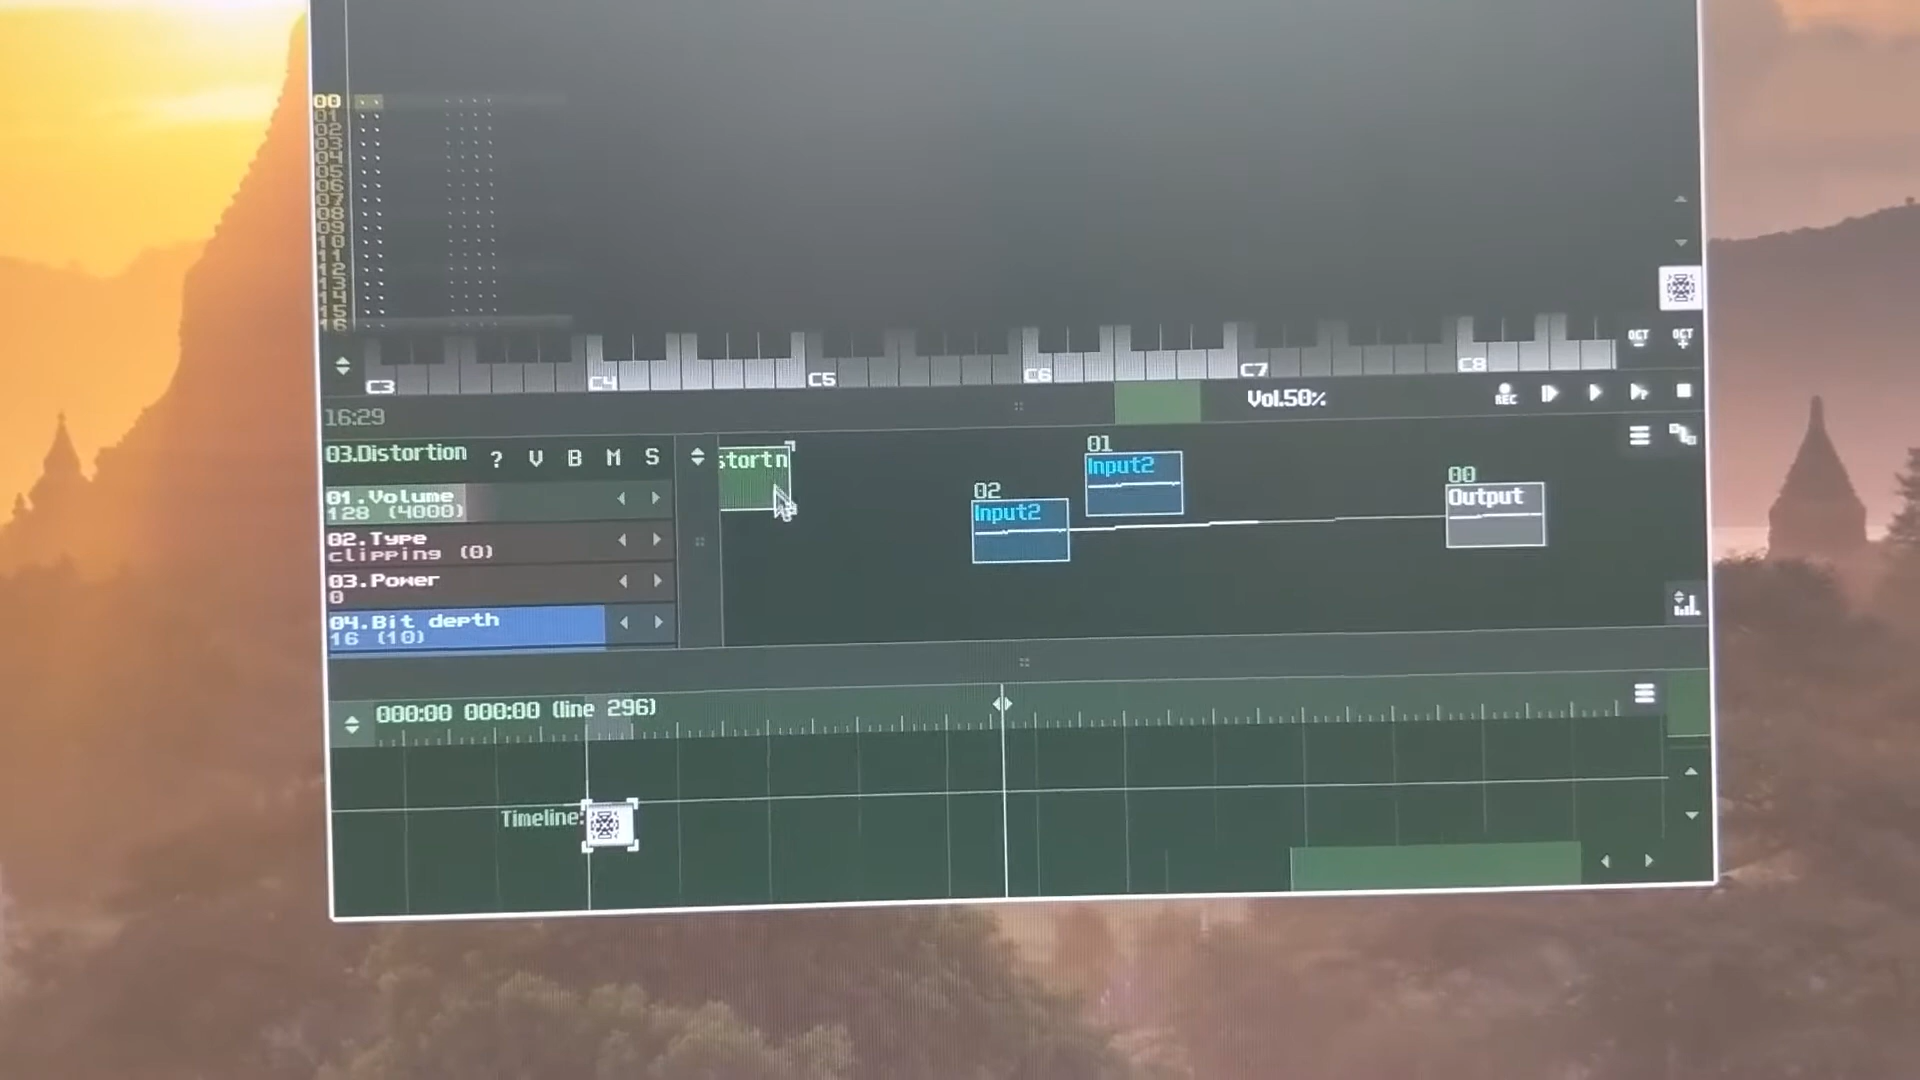 00
01
02
03
04
05
06
07
08
09
10
11
12
13
14
15
16
C3
C4
C5
C6
C7
C8
OCT
-
OCT
+
16:29
Vol.50%
REC
03.Distortion ? V B M S
01.Volume
128 (4000)
02.Type
clipping (0)
03.Power
0
04.Bit depth
16 (10)
stortn
02
Input2
01
Input2
00
Output
000:00 000:00 (line 296)
Timeline: